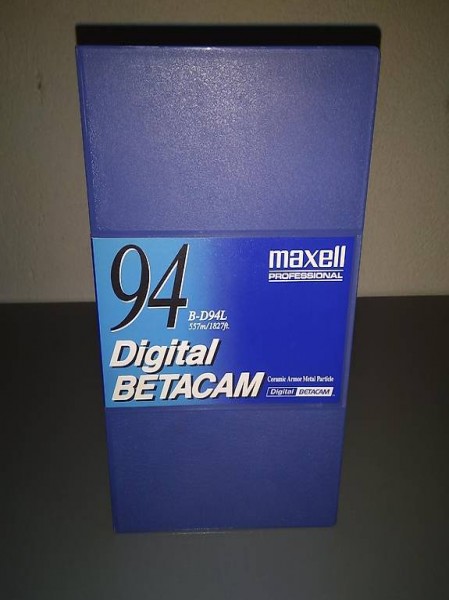 maxell
PROFESSIONAL
94
B-D94L
557m/1827ft.
Digital
BETACAM
Ceramic Armor Metal Particle
Digital BETACAM